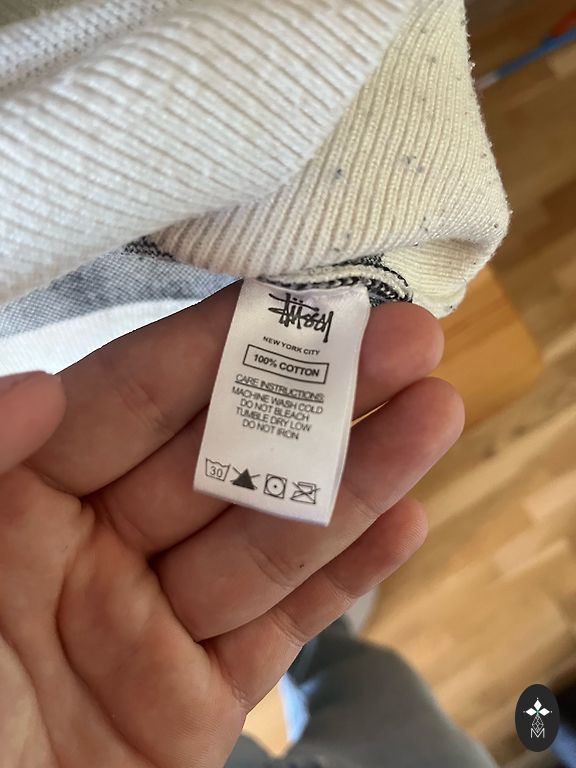 Stüssy
NEW YORK CITY
100% COTTON
CARE INSTRUCTIONS:
MACHINE WASH COLD
DO NOT BLEACH
TUMBLE DRY LOW
DO NOT IRON
30
M